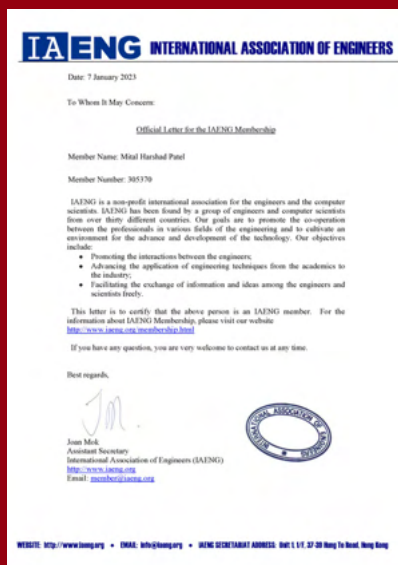 IAENG INTERNATIONAL ASSOCIATION OF ENGINEERS
Date: 7 January 2023
To Whom It May Concern:
Official Letter for the IAENG Membership
Member Name: Mital Harshad Patel
Member Number: 305370
IAENG is a non-profit international association for the engineers and the computer
scientists. IAENG has been found by a group of engineers and computer scientists
from over thirty different countries. Our goals are to promote the co-operation
between the professionals in various fields of the engineering and to cultivate an
environment for the advance and development of the technology. Our objectives
include:
• Promoting the interactions between the engineers;
• Advancing the application of engineering techniques from the academics to
the industry;
• Facilitating the exchange of information and ideas among the engineers and
scientists freely.
This letter is to certify that the above person is an IAENG member. For the
information about IAENG Membership, please visit our website
http://www.iaeng.org/membership.html
If you have any question, you are very welcome to contact us at any time.
Best regards,
Joan Mok
Assistant Secretary
International Association of Engineers (IAENG)
http://www.iaeng.org
Email: member@iaeng.org
INTERNATIONAL ASSOCIATION OF ENGINEERS
WEBSITE: http://www.iaeng.org • EMAIL: info@iaeng.org • IAENG SECRETARIAT ADDRESS: Unit 1, 1/F, 37-39 Hung To Road, Hong Kong